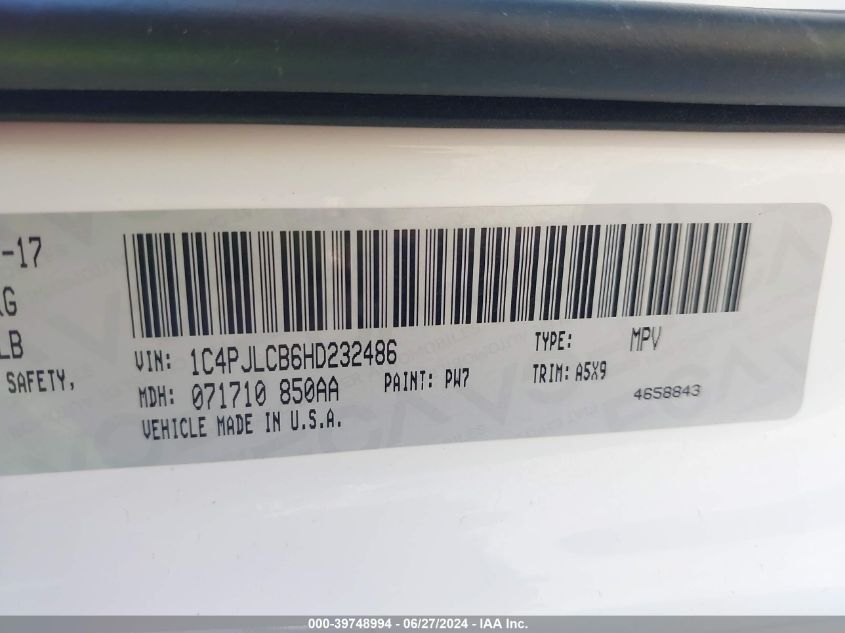 -17
KG
LB
SAFETY,
VIN: 1C4PJLCB6HD232486
TYPE: MPV
MDH: 071710 850AA
PAINT: PW7
TRIM: A5X9
VEHICLE MADE IN U.S.A.
4658843
000-39748994 - 06/27/2024 - IAA Inc.